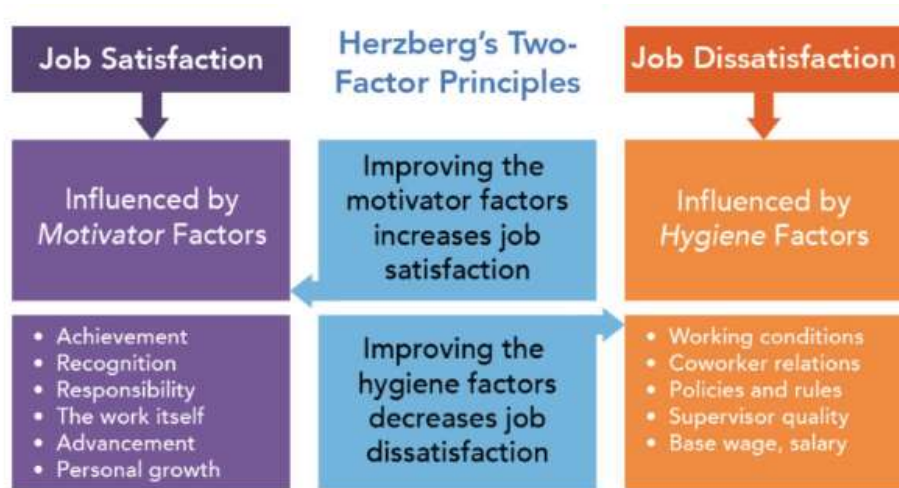 Job Satisfaction
Herzberg's Two-
Factor Principles
Job Dissatisfaction
Influenced by
Motivator Factors
Improving the
motivator factors
increases job
satisfaction
Influenced by
Hygiene Factors
• Achievement
• Recognition
• Responsibility
• The work itself
• Advancement
• Personal growth
Improving the
hygiene factors
decreases job
dissatisfaction
• Working conditions
• Coworker relations
• Policies and rules
• Supervisor quality
• Base wage, salary